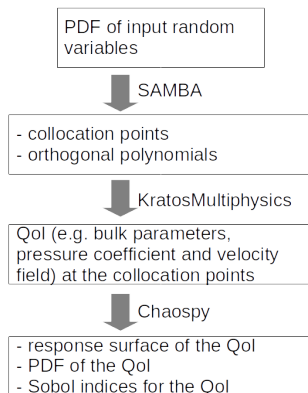 PDF of input random
variables
SAMBA
- collocation points
- orthogonal polynomials
KratosMultiphysics
QoI (e.g. bulk parameters,
pressure coefficient and velocity
field) at the collocation points
Chaospy
- response surface of the QoI
- PDF of the QoI
- Sobol indices for the QoI